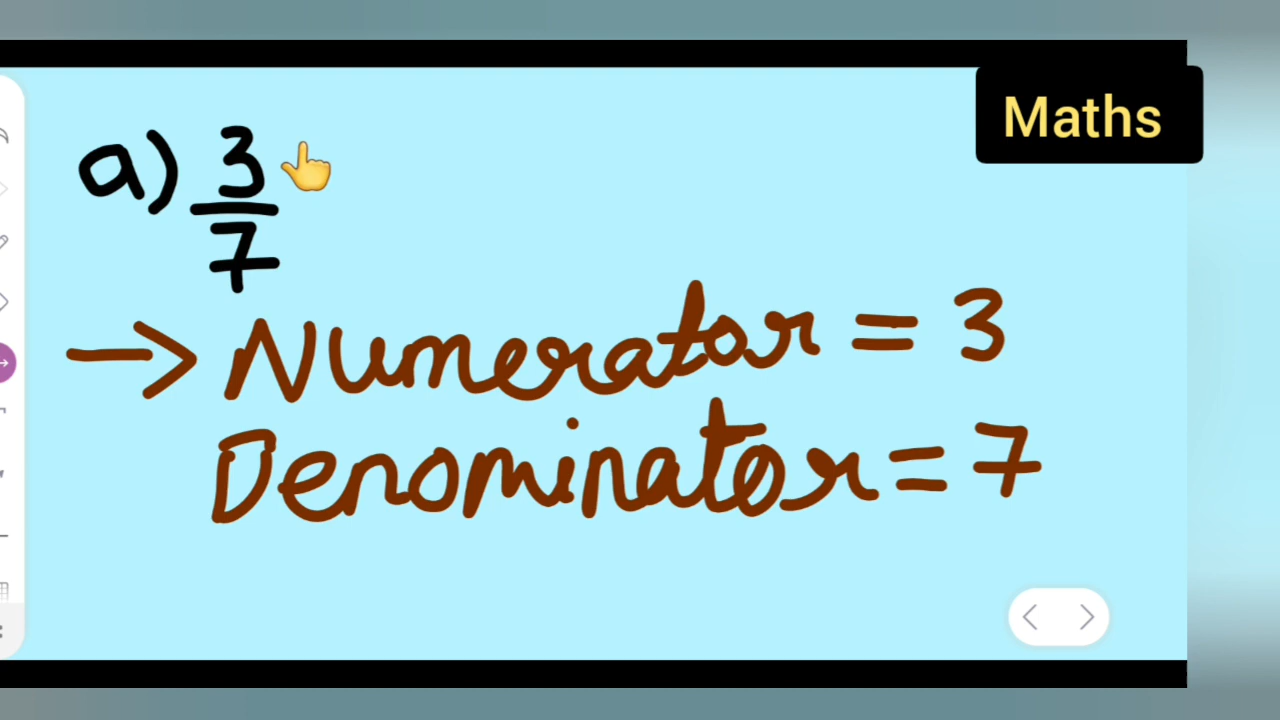 Maths
a) 3/7
→ Numerator = 3
Denominator = 7